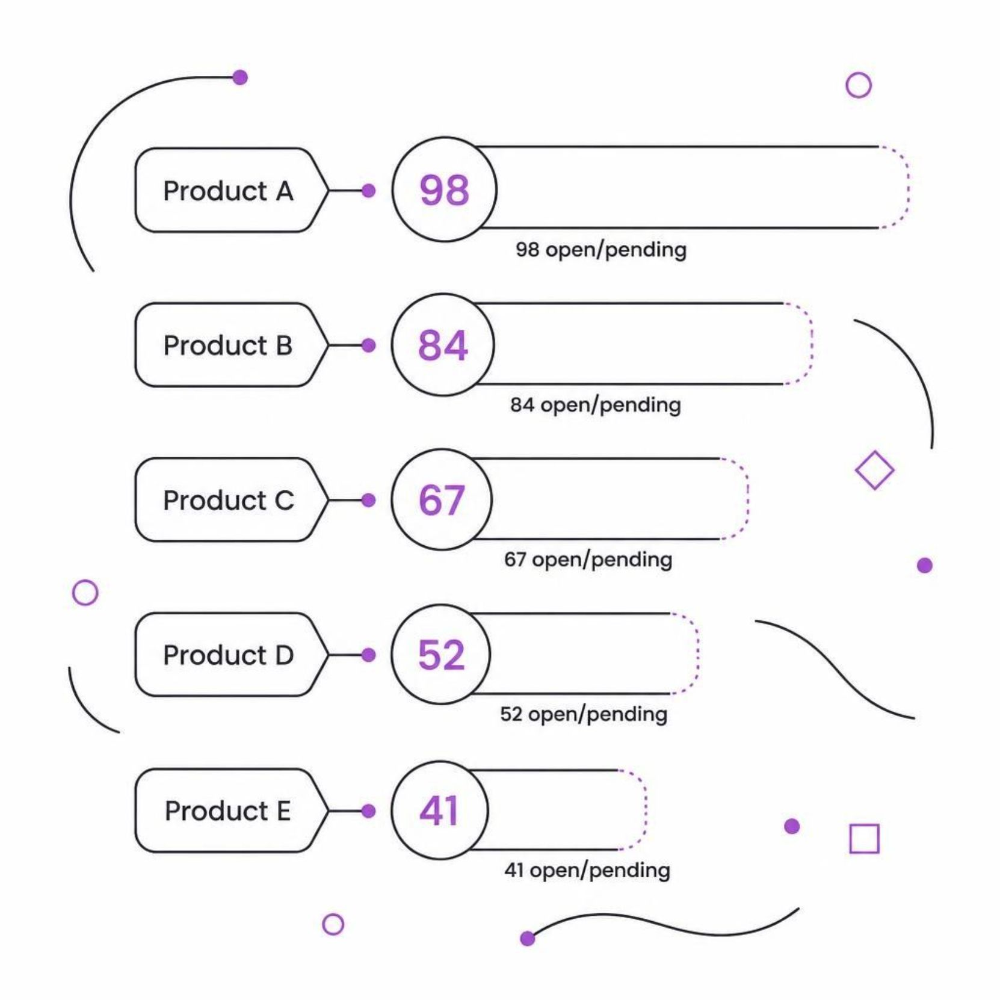 Product A
98
98 open/pending
Product B
84
84 open/pending
Product C
67
67 open/pending
Product D
52
52 open/pending
Product E
41
41 open/pending